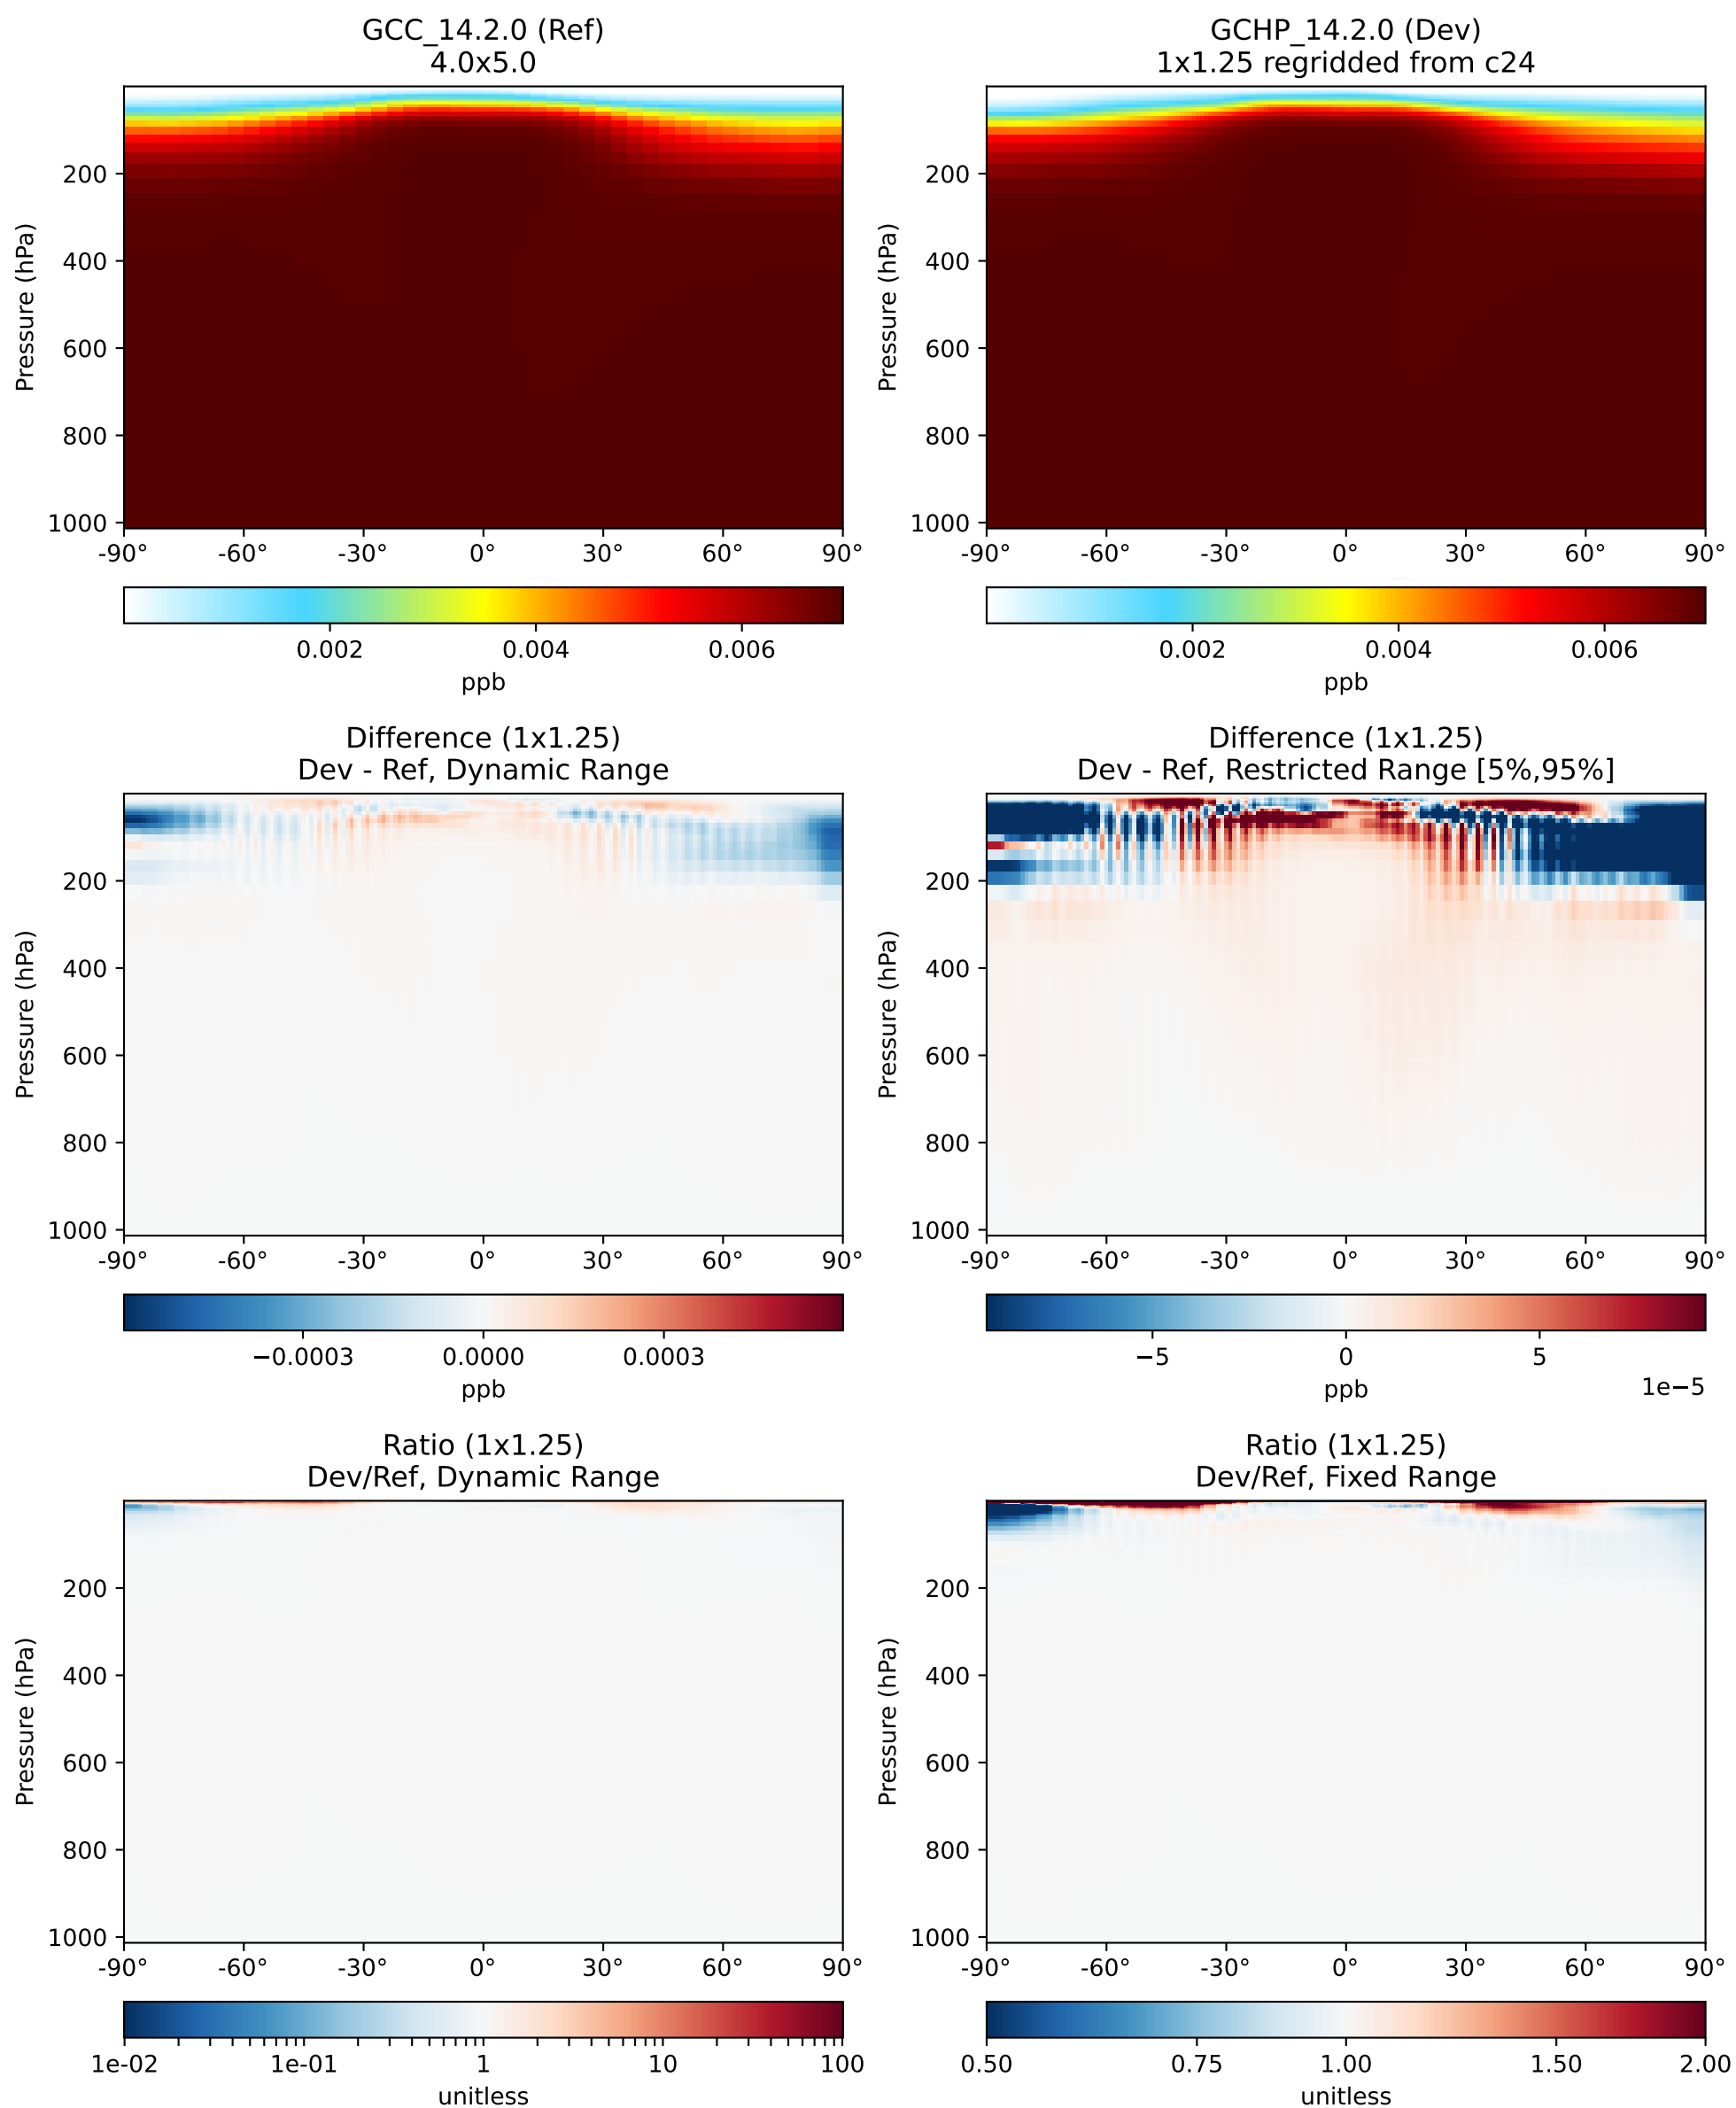 GCC_14.2.0 (Ref)
4.0x5.0
Pressure (hPa)
200
400
600
800
1000
-90° -60° -30° 0° 30° 60° 90°
0.002 0.004 0.006
ppb
GCHP_14.2.0 (Dev)
1x1.25 regridded from c24
Pressure (hPa)
200
400
600
800
1000
-90° -60° -30° 0° 30° 60° 90°
0.002 0.004 0.006
ppb
Difference (1x1.25)
Dev - Ref, Dynamic Range
Pressure (hPa)
200
400
600
800
1000
-90° -60° -30° 0° 30° 60° 90°
−0.0003 0.0000 0.0003
ppb
Difference (1x1.25)
Dev - Ref, Restricted Range [5%,95%]
Pressure (hPa)
200
400
600
800
1000
-90° -60° -30° 0° 30° 60° 90°
−5 0 5
ppb
1e−5
Ratio (1x1.25)
Dev/Ref, Dynamic Range
Pressure (hPa)
200
400
600
800
1000
-90° -60° -30° 0° 30° 60° 90°
1e-02 1e-01 1 10 100
unitless
Ratio (1x1.25)
Dev/Ref, Fixed Range
Pressure (hPa)
200
400
600
800
1000
-90° -60° -30° 0° 30° 60° 90°
0.50 0.75 1.00 1.50 2.00
unitless